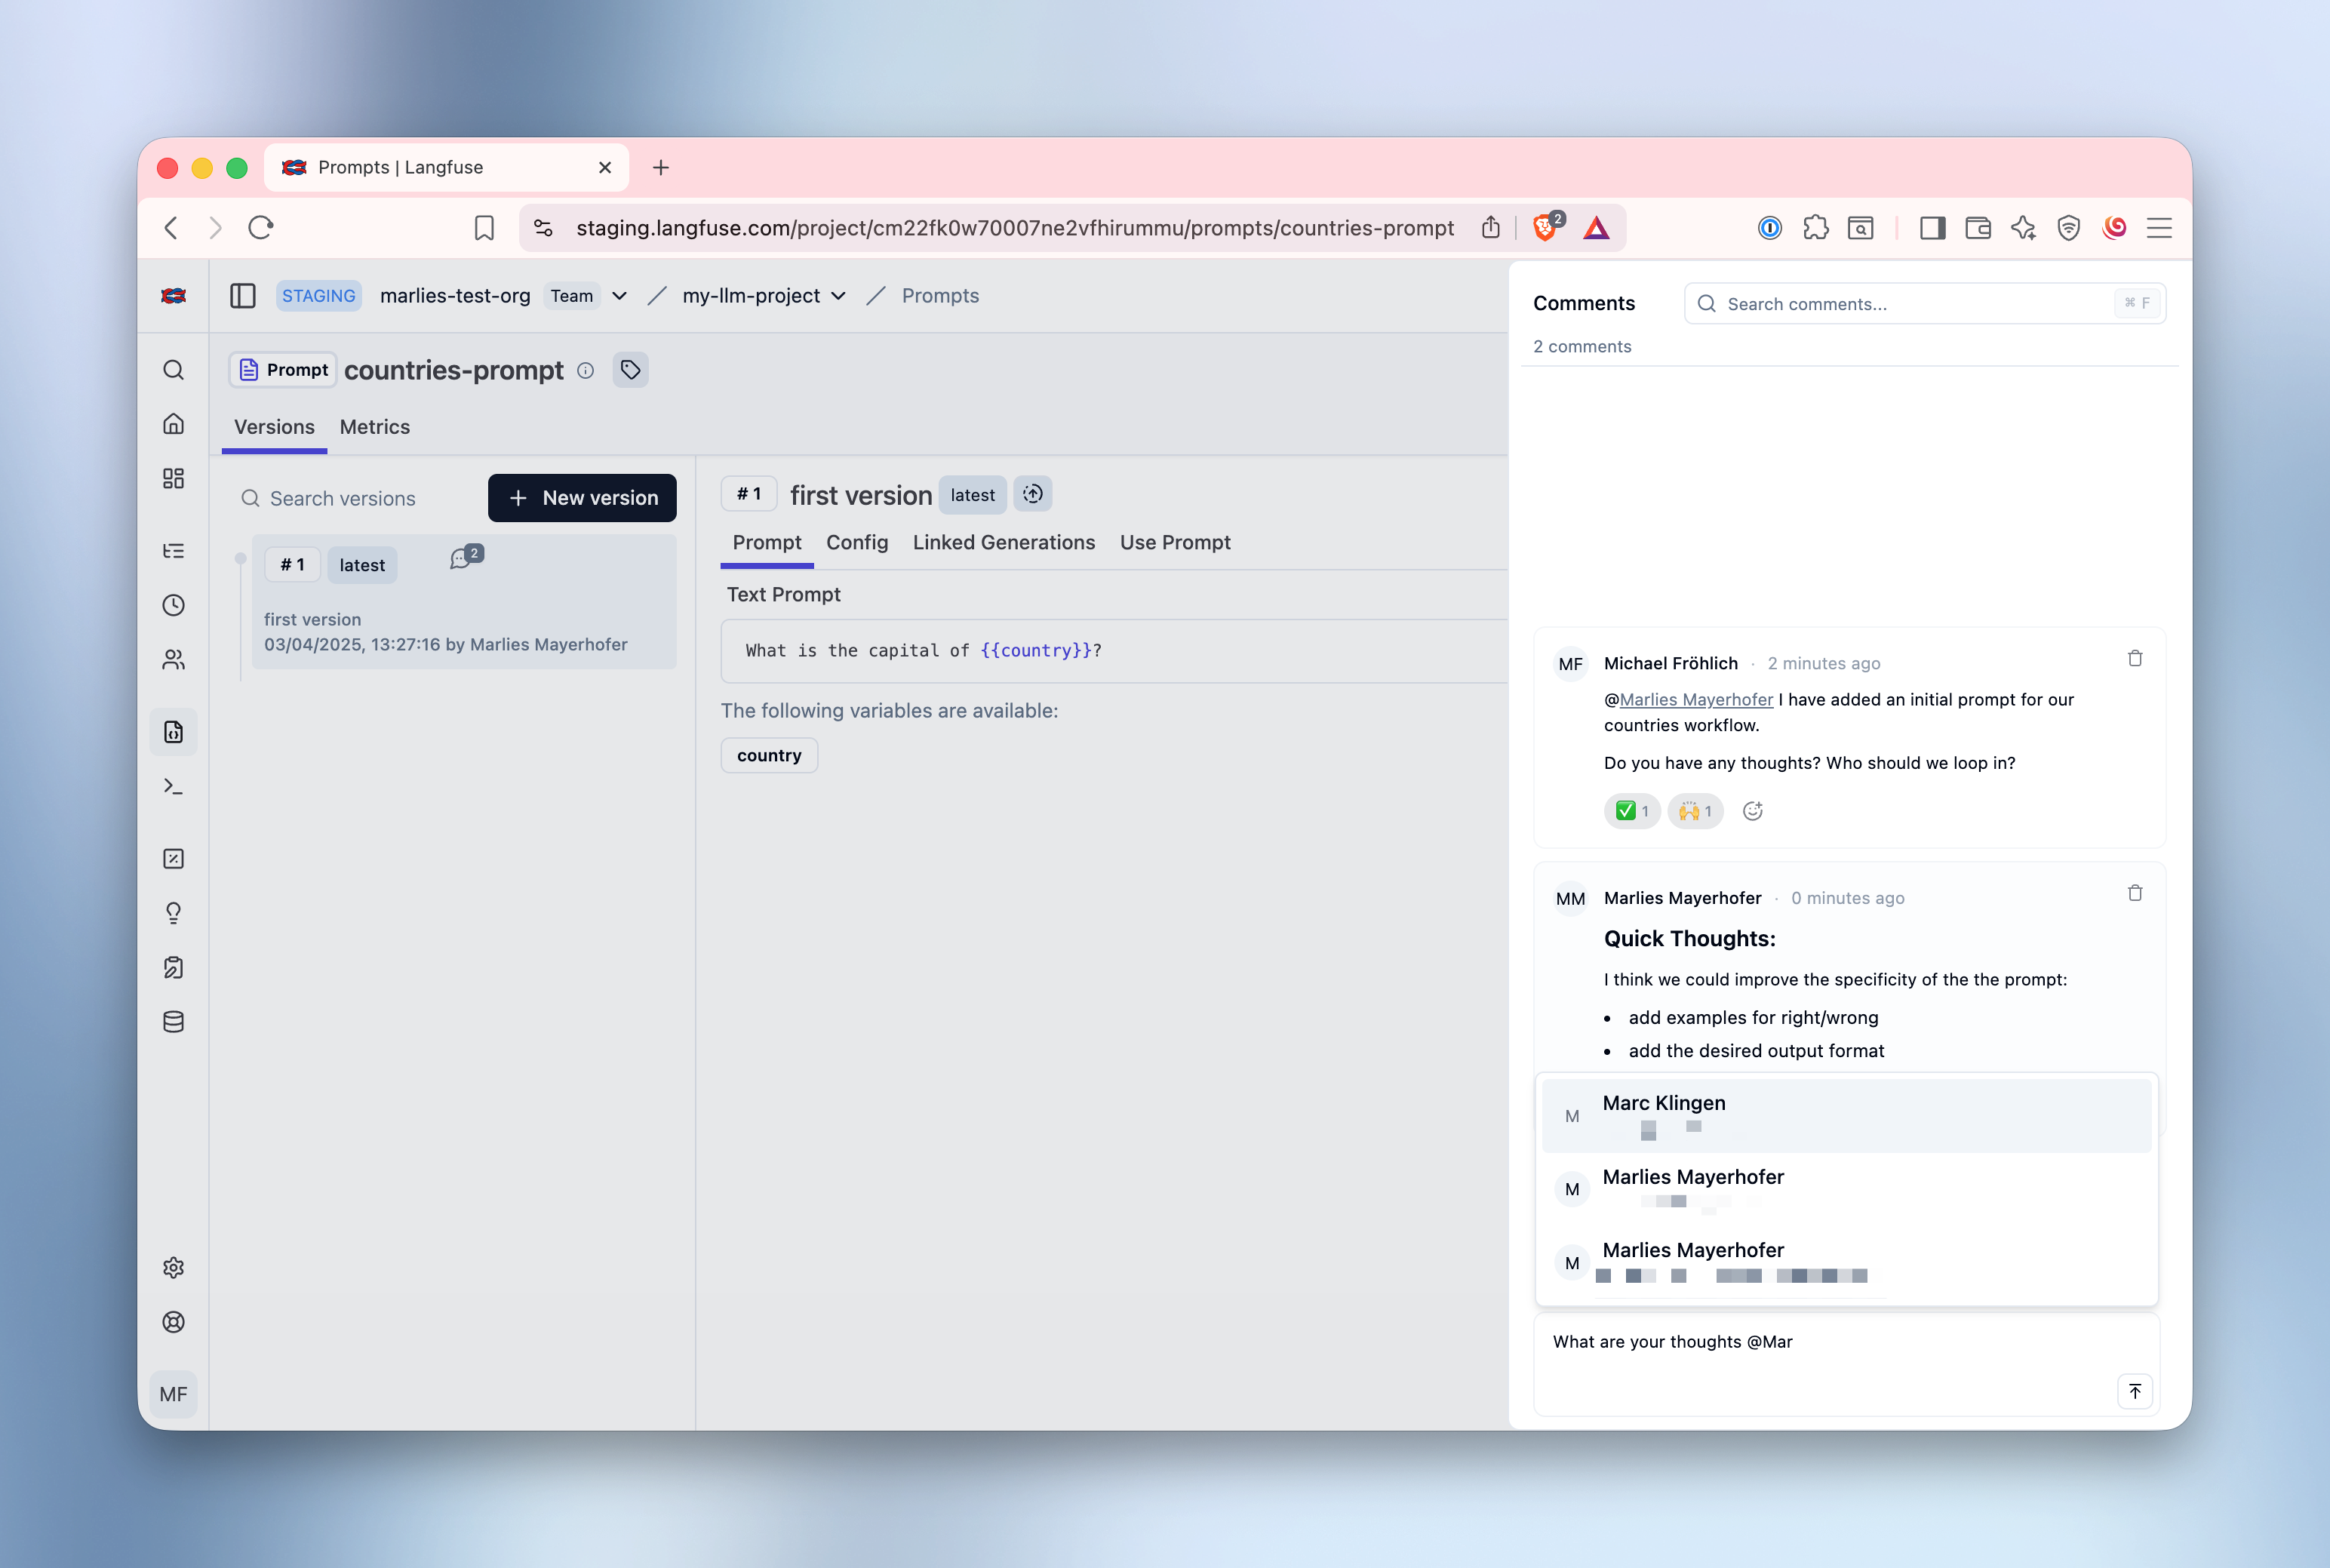 Prompts | Langfuse
staging.langfuse.com/project/cm22fk0w70007ne2vfhirummu/prompts/countries-prompt
2
STAGING marlies-test-org Team my-llm-project Prompts
Prompt countries-prompt
Versions Metrics
Search versions
New version
# 1 latest 2
first version
03/04/2025, 13:27:16 by Marlies Mayerhofer
# 1 first version latest
Prompt Config Linked Generations Use Prompt
Text Prompt
What is the capital of {{country}}?
The following variables are available:
country
MF
Comments
Search comments...
⌘ F
2 comments
MF Michael Fröhlich · 2 minutes ago
@Marlies Mayerhofer I have added an initial prompt for our
countries workflow.
Do you have any thoughts? Who should we loop in?
✅ 1 🙌 1
MM Marlies Mayerhofer · 0 minutes ago
Quick Thoughts:
I think we could improve the specificity of the the prompt:
• add examples for right/wrong
• add the desired output format
M Marc Klingen
M Marlies Mayerhofer
M Marlies Mayerhofer
What are your thoughts @Mar